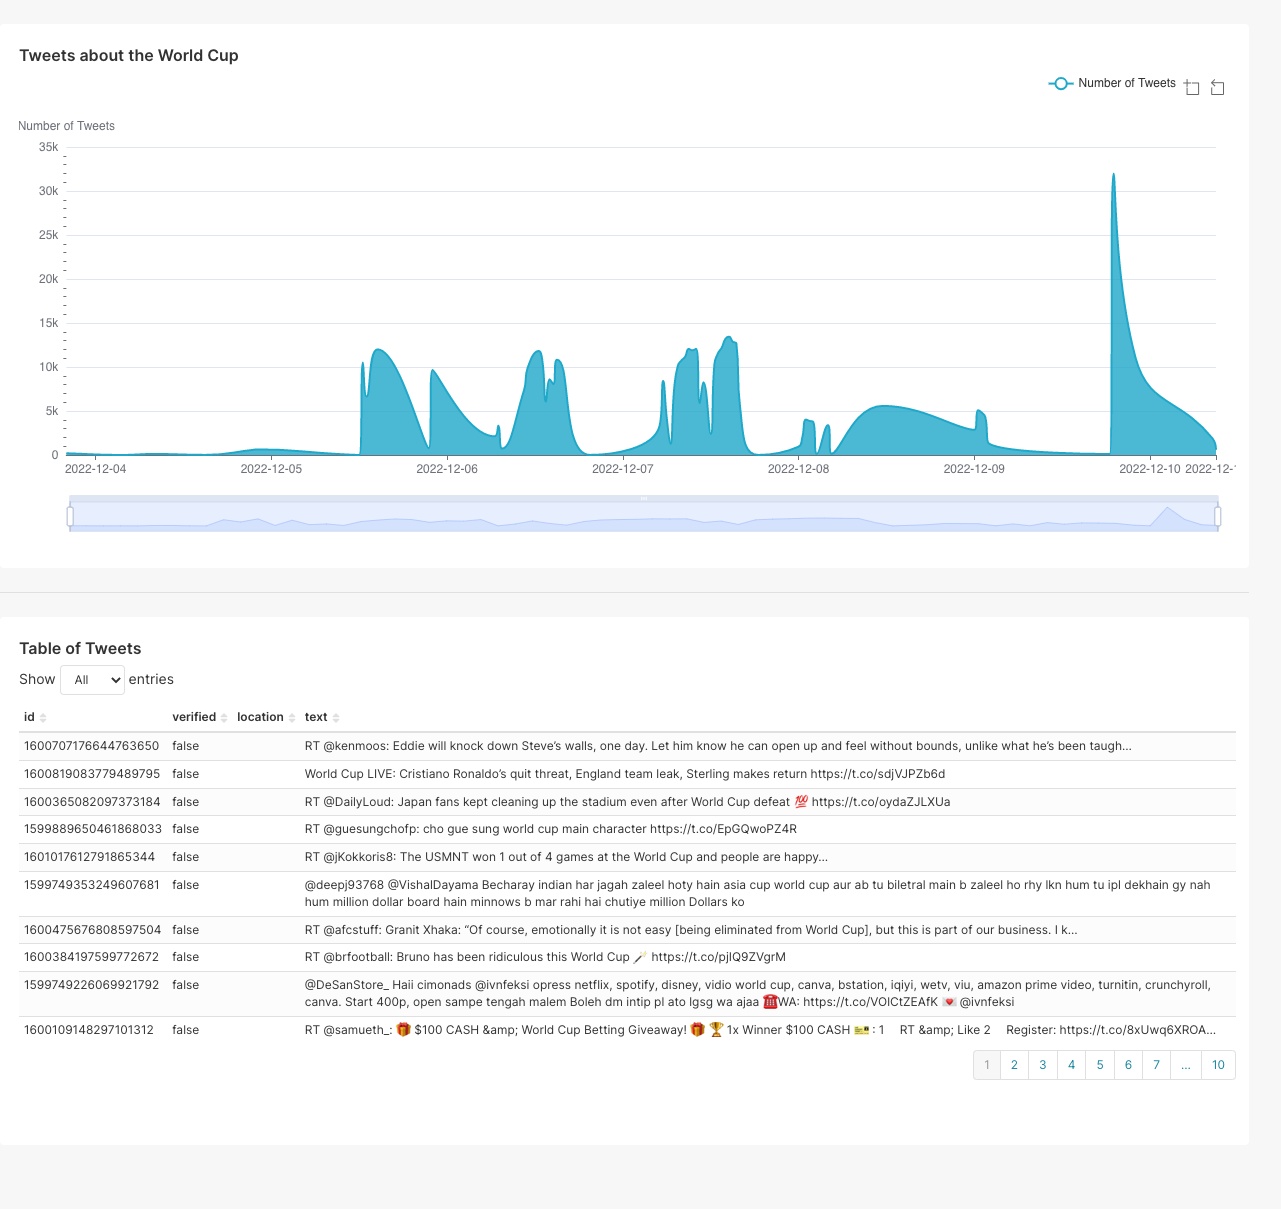 Tweets about the World Cup
Number of Tweets
Number of Tweets
35k
30k
25k
20k
15k
10k
5k
0
2022-12-04 2022-12-05 2022-12-06 2022-12-07 2022-12-08 2022-12-09 2022-12-10 2022-12-
Table of Tweets
Show All entries
id verified location text
1600707176644763650 false RT @kenmoos: Eddie will knock down Steve’s walls, one day. Let him know he can open up and feel without bounds, unlike what he’s been taugh…
1600819083779489795 false World Cup LIVE: Cristiano Ronaldo’s quit threat, England team leak, Sterling makes return https://t.co/sdjVJPZb6d
1600365082097373184 false RT @DailyLoud: Japan fans kept cleaning up the stadium even after World Cup defeat 💯 https://t.co/oydaZJLXUa
1599889650461868033 false RT @guesungchofp: cho gue sung world cup main character https://t.co/EpGQwoPZ4R
1601017612791865344 false RT @jKokkoris8: The USMNT won 1 out of 4 games at the World Cup and people are happy…
1599749353249607681 false @deepj93768 @VishalDayama Becharay indian har jagah zaleel hoty hain asia cup world cup aur ab tu biletral main b zaleel ho rhy lkn hum tu ipl dekhain gy nah
hum million dollar board hain minnows b mar rahi hai chutiye million Dollars ko
1600475676808597504 false RT @afcstuff: Granit Xhaka: “Of course, emotionally it is not easy [being eliminated from World Cup], but this is part of our business. I k…
1600384197599772672 false RT @brfootball: Bruno has been ridiculous this World Cup 🪄 https://t.co/pjIQ9ZVgrM
1599749226069921792 false @DeSanStore_ Haii cimonads @ivnfeksi opress netflix, spotify, disney, vidio world cup, canva, bstation, iqiyi, wetv, viu, amazon prime video, turnitin, crunchyroll,
canva. Start 400p, open sampe tengah malem Boleh dm intip pl ato lgsg wa ajaa ☎️WA: https://t.co/VOlCtZEAfK 💌 @ivnfeksi
1600109148297101312 false RT @samueth_: 🎁 $100 CASH &amp; World Cup Betting Giveaway! 🎁 🏆 1x Winner $100 CASH 🎫 : 1 RT &amp; Like 2 Register: https://t.co/8xUwq6XROA…
1 2 3 4 5 6 7 … 10